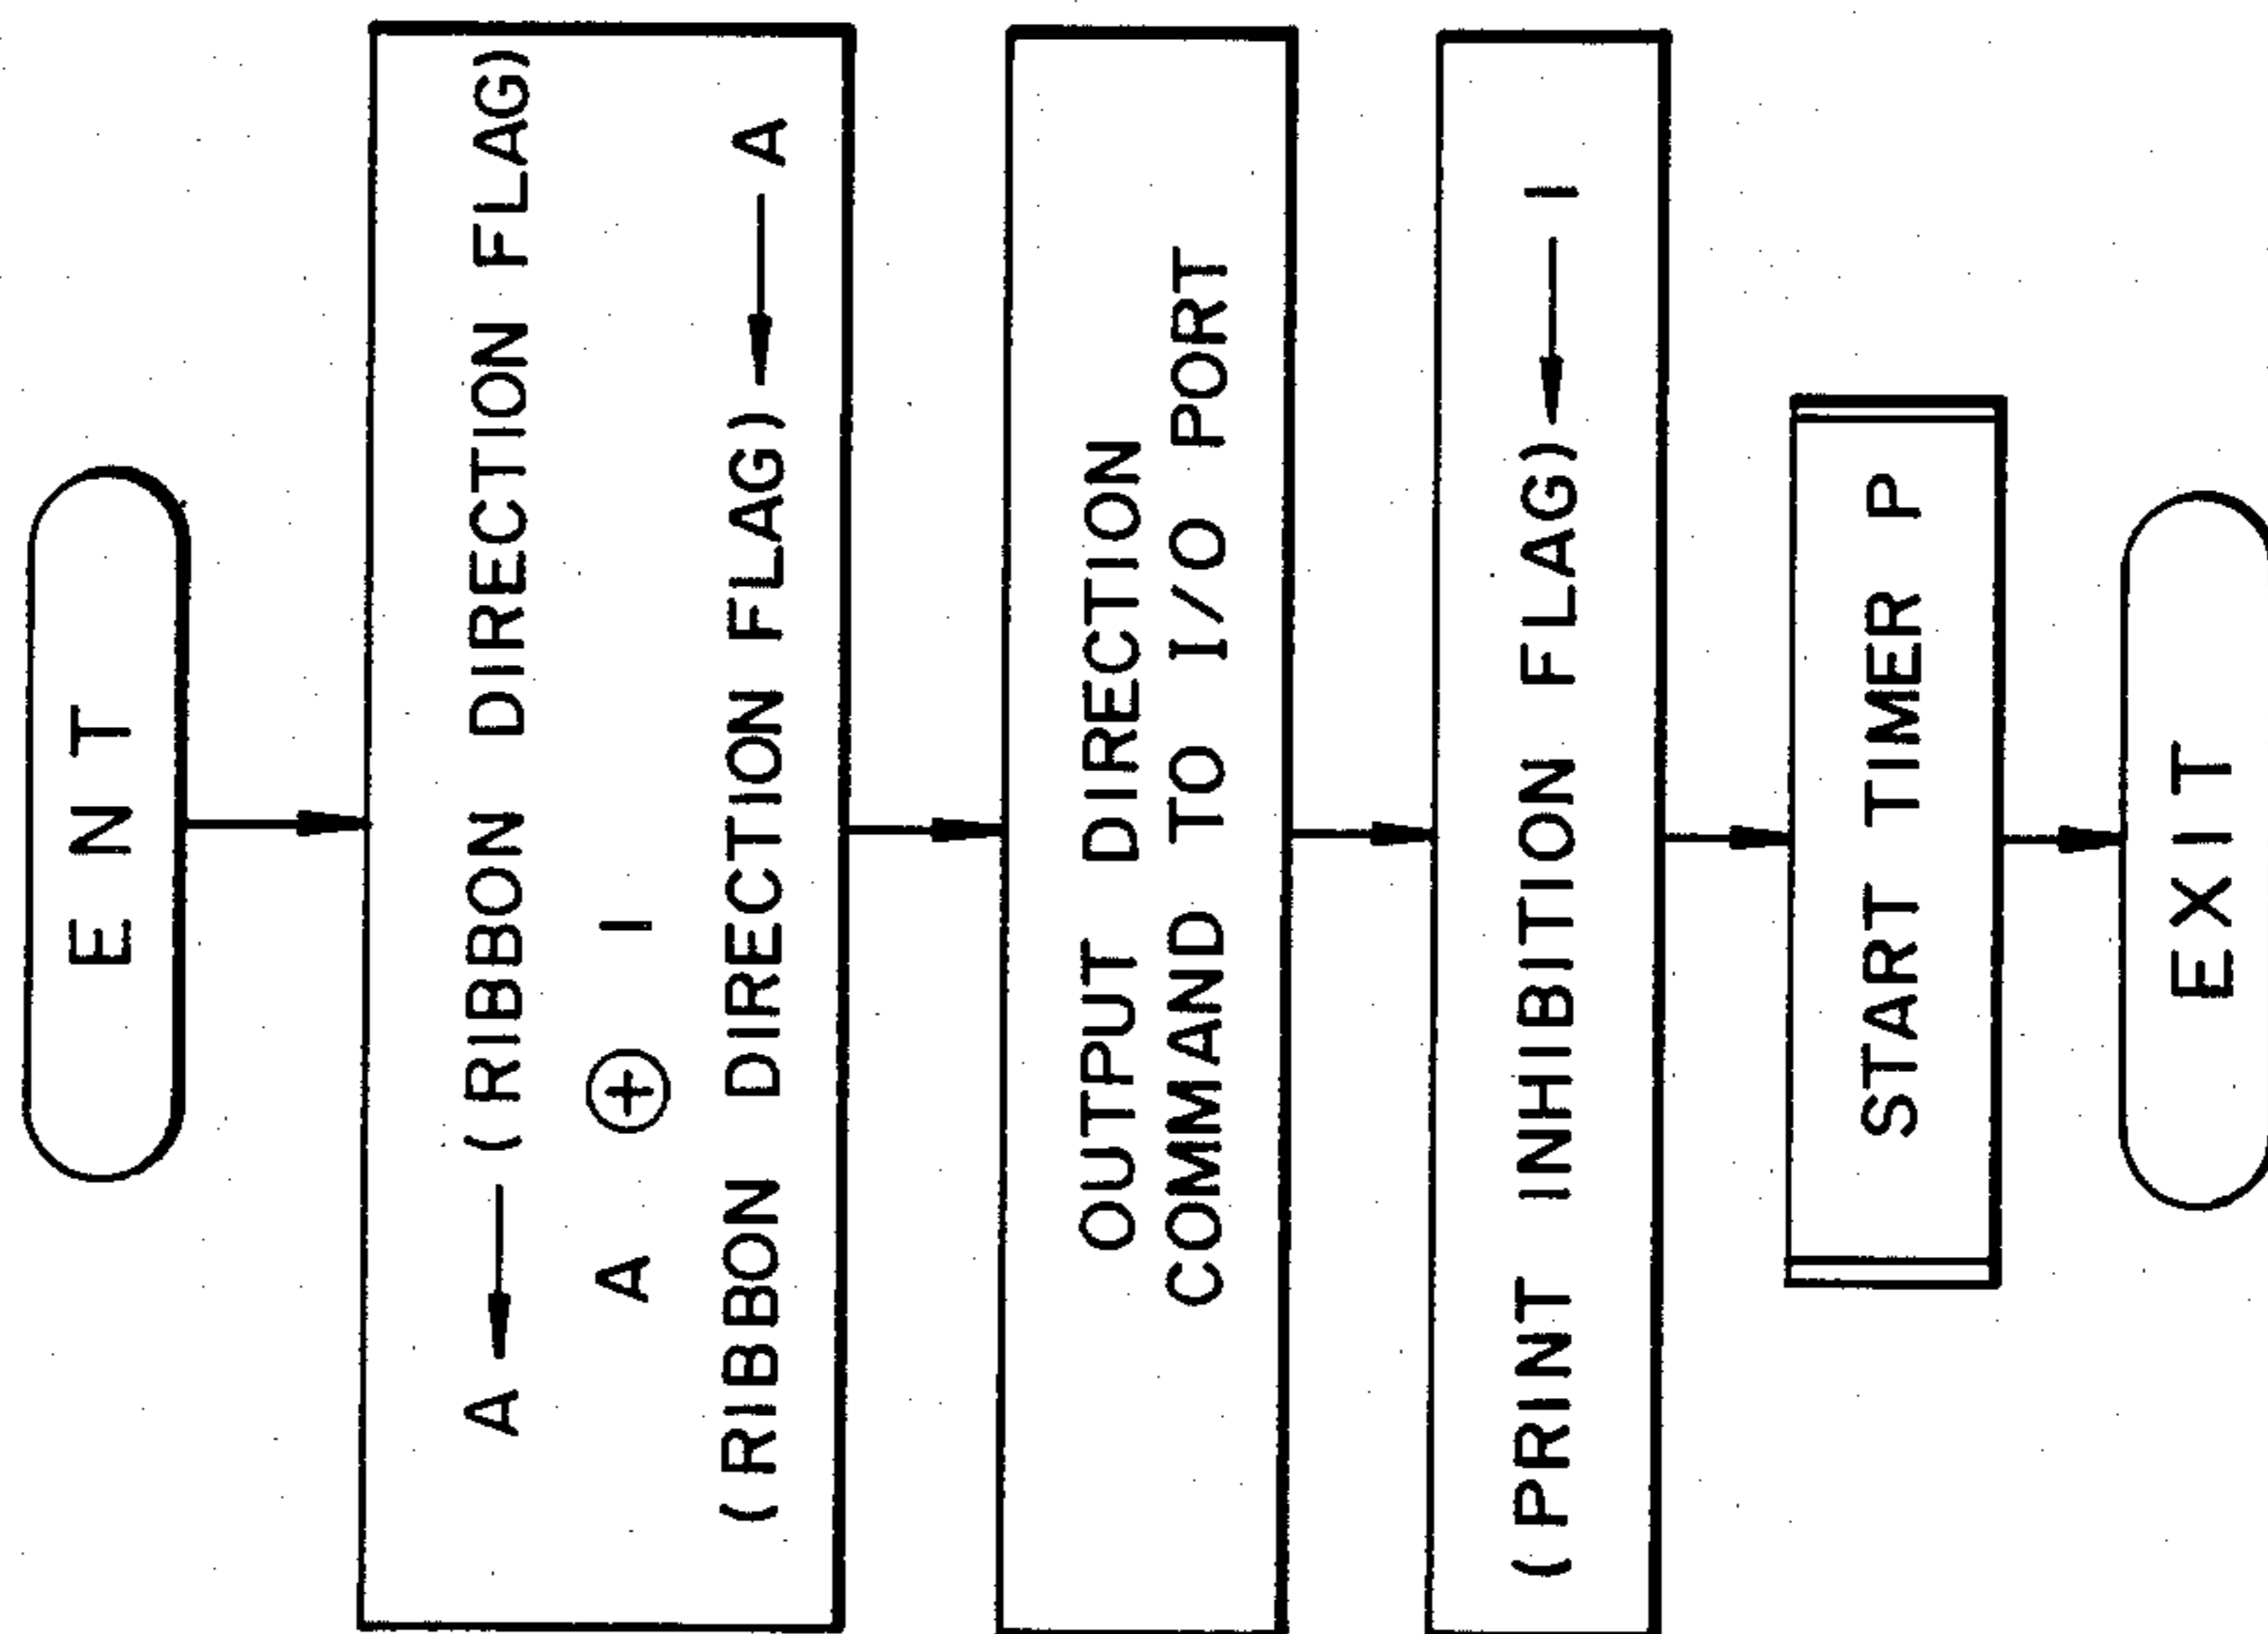 ENT
A ← (RIBBON DIRECTION FLAG)
A ⊕ 1
(RIBBON DIRECTION FLAG) ← A
OUTPUT DIRECTION
COMMAND TO I/O PORT
(PRINT INHIBITION FLAG) ← 1
START TIMER P
EXIT